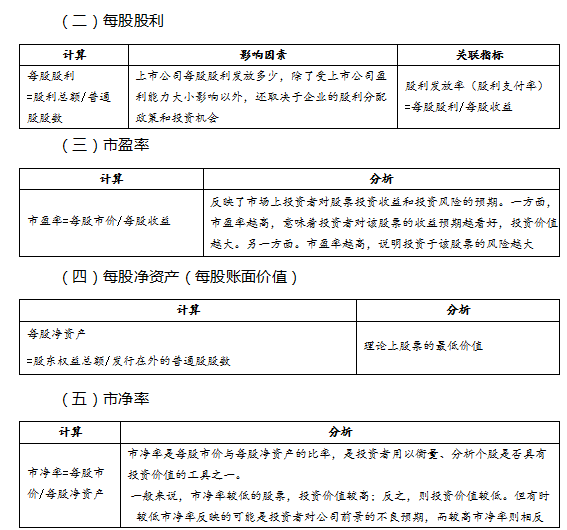 （二）每股股利
计算
影响因素
关联指标
每股股利
=股利总额/普通
股股数
上市公司每股股利发放多少，除了受上市公司盈
利能力大小影响以外，还取决于企业的股利分配
政策和投资机会
股利发放率（股利支付率）
=每股股利/每股收益
（三）市盈率
计算
分析
市盈率=每股市价/每股收益
反映了市场上投资者对股票投资收益和投资风险的预期。一方面，
市盈率越高，意味着投资者对该股票的收益预期越看好，投资价值
越大。另一方面。市盈率越高，说明投资于该股票的风险越大
（四）每股净资产（每股账面价值）
计算
分析
每股净资产
=股东权益总额/发行在外的普通股股数
理论上股票的最低价值
（五）市净率
计算
分析
市净率=每股市
价/每股净资产
市净率是每股市价与每股净资产的比率，是投资者用以衡量、分析个股是否具有
投资价值的工具之一。
一般来说，市净率较低的股票，投资价值较高；反之，则投资价值较低。但有时
较低市净率反映的可能是投资者对公司前景的不良预期，而较高市净率则相反